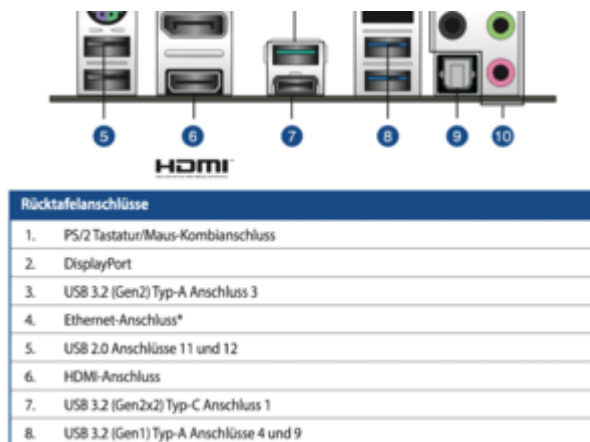 5 6 7 8 9 10
HDMI
Rücktafelanschlüsse
1. PS/2 Tastatur/Maus-Kombianschluss
2. DisplayPort
3. USB 3.2 (Gen2) Typ-A Anschluss 3
4. Ethernet-Anschluss*
5. USB 2.0 Anschlüsse 11 und 12
6. HDMI-Anschluss
7. USB 3.2 (Gen2x2) Typ-C Anschluss 1
8. USB 3.2 (Gen1) Typ-A Anschlüsse 4 und 9